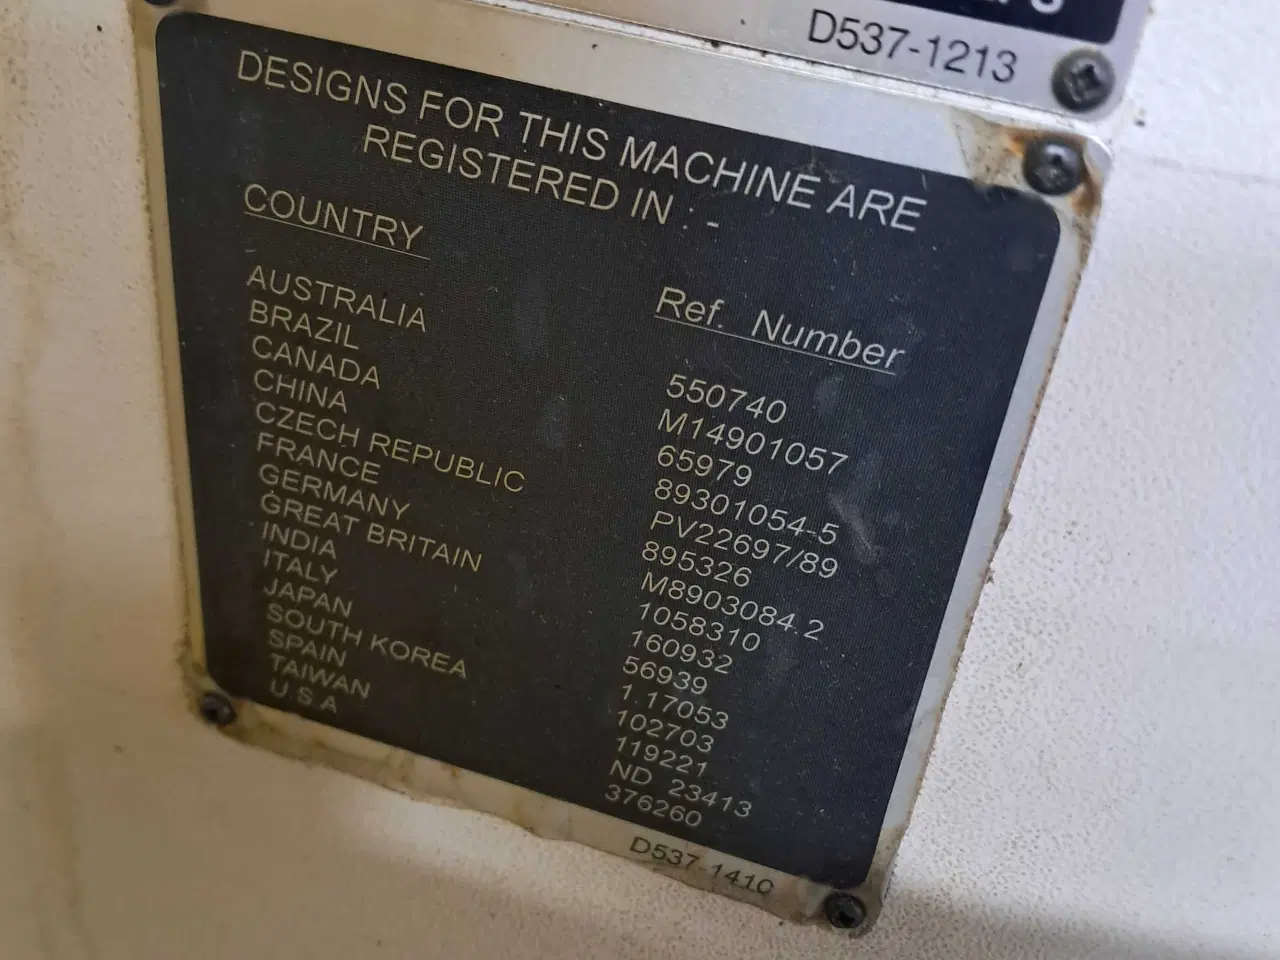 D537-1213
DESIGNS FOR THIS MACHINE ARE
REGISTERED IN : -
COUNTRY Ref. Number
AUSTRALIA 550740
BRAZIL M14901057
CANADA 65979
CHINA 89301054-5
CZECH REPUBLIC PV22697/89
FRANCE 895326
GERMANY M8903084.2
GREAT BRITAIN 1058310
INDIA 160932
ITALY 56939
JAPAN 1.17053
SOUTH KOREA 102703
SPAIN 119221
TAIWAN ND 23413
U.S.A 376260
D537-1410